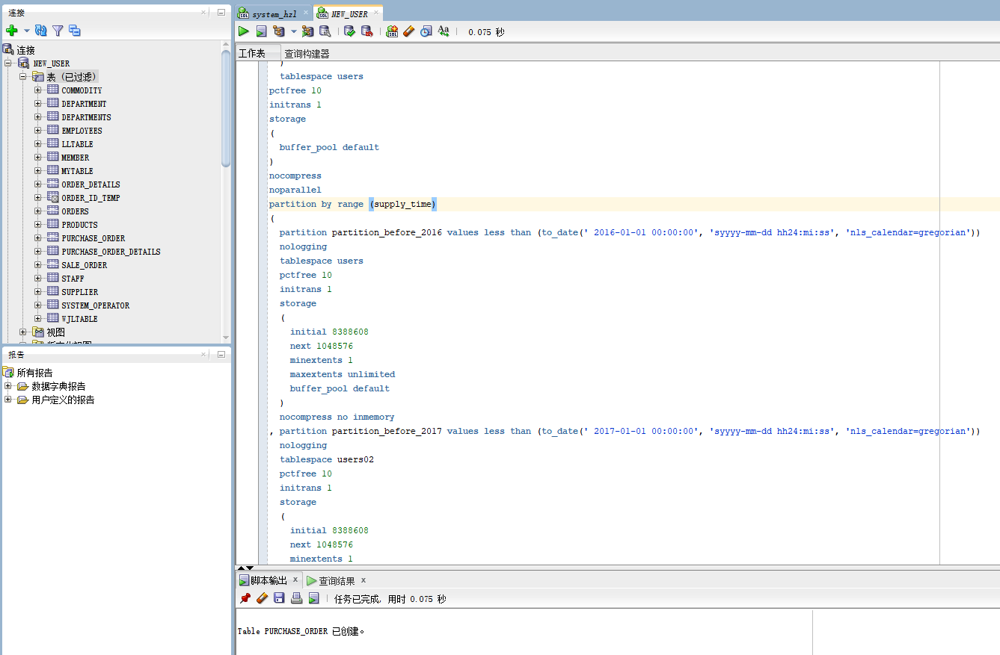 连接
连接
NEW_USER
表 (已过滤)
COMMODITY
DEPARTMENT
DEPARTMENTS
EMPLOYEES
LLTABLE
MEMBER
MYTABLE
ORDER_DETAILS
ORDER_ID_TEMP
ORDERS
PRODUCTS
PURCHASE_ORDER
PURCHASE_ORDER_DETAILS
SALE_ORDER
STAFF
SUPPLIER
SYSTEM_OPERATOR
WJLTABLE
视图
报告
所有报告
数据字典报告
用户定义的报告
system_hzl
NEW_USER
0.075 秒
工作表 查询构建器
)
tablespace users
pctfree 10
initrans 1
storage
(
buffer_pool default
)
nocompress
noparallel
partition by range (supply_time)
(
partition partition_before_2016 values less than (to_date(' 2016-01-01 00:00:00', 'syyyy-mm-dd hh24:mi:ss', 'nls_calendar=gregorian'))
nologging
tablespace users
pctfree 10
initrans 1
storage
(
initial 8388608
next 1048576
minextents 1
maxextents unlimited
buffer_pool default
)
nocompress no inmemory
, partition partition_before_2017 values less than (to_date(' 2017-01-01 00:00:00', 'syyyy-mm-dd hh24:mi:ss', 'nls_calendar=gregorian'))
nologging
tablespace users02
pctfree 10
initrans 1
storage
(
initial 8388608
next 1048576
minextents 1
脚本输出 x 查询结果 x
任务已完成, 用时 0.075 秒
Table PURCHASE_ORDER 已创建。